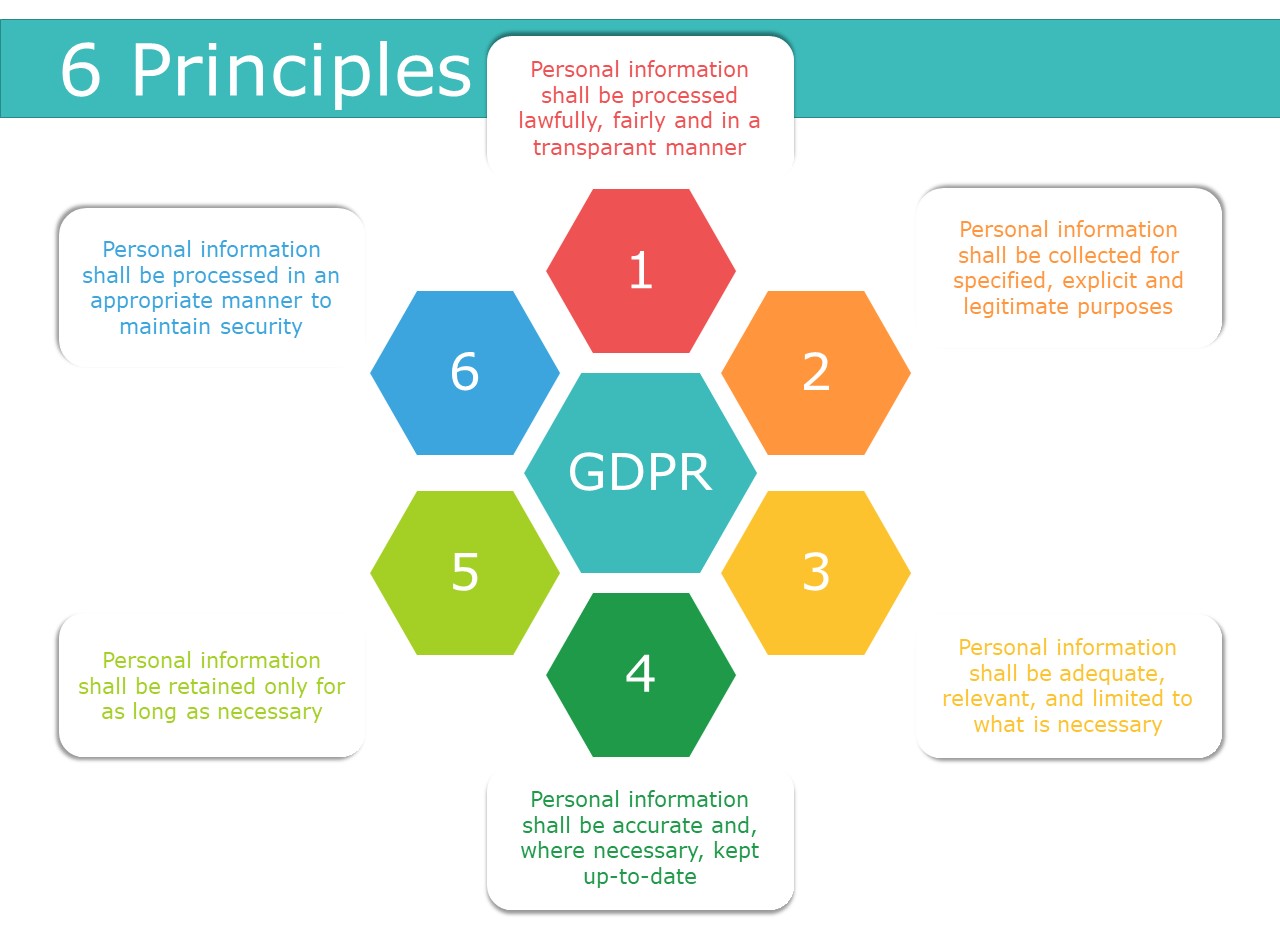 6 Principles
Personal information
shall be processed
lawfully, fairly and in a
transparant manner
1
Personal information
shall be collected for
specified, explicit and
legitimate purposes
2
Personal information
shall be adequate,
relevant, and limited to
what is necessary
3
Personal information
shall be accurate and,
where necessary, kept
up-to-date
4
Personal information
shall be retained only for
as long as necessary
5
Personal information
shall be processed in an
appropriate manner to
maintain security
6
GDPR